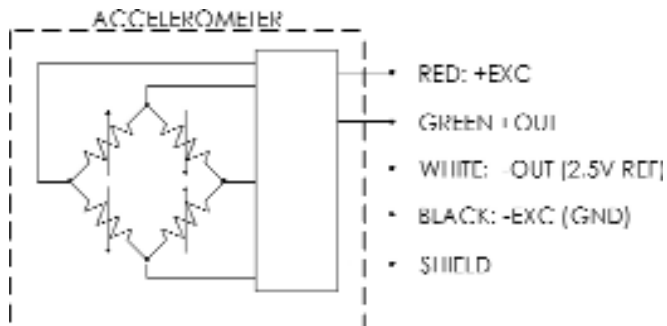 ACCELEROMETER
RED: +EXC
GREEN +OUT
WHITE: -OUT (2.5V REF)
BLACK: -EXC (GND)
SHIELD